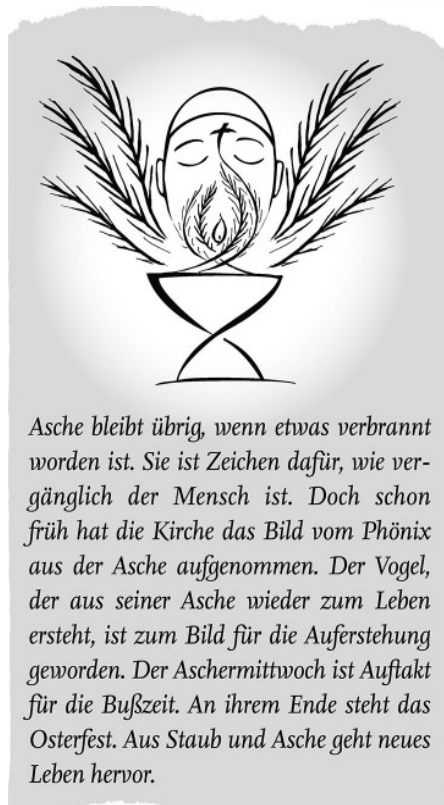 Asche bleibt übrig, wenn etwas verbrannt
worden ist. Sie ist Zeichen dafür, wie ver-
gänglich der Mensch ist. Doch schon
früh hat die Kirche das Bild vom Phönix
aus der Asche aufgenommen. Der Vogel,
der aus seiner Asche wieder zum Leben
ersteht, ist zum Bild für die Auferstehung
geworden. Der Aschermittwoch ist Auftakt
für die Bußzeit. An ihrem Ende steht das
Osterfest. Aus Staub und Asche geht neues
Leben hervor.